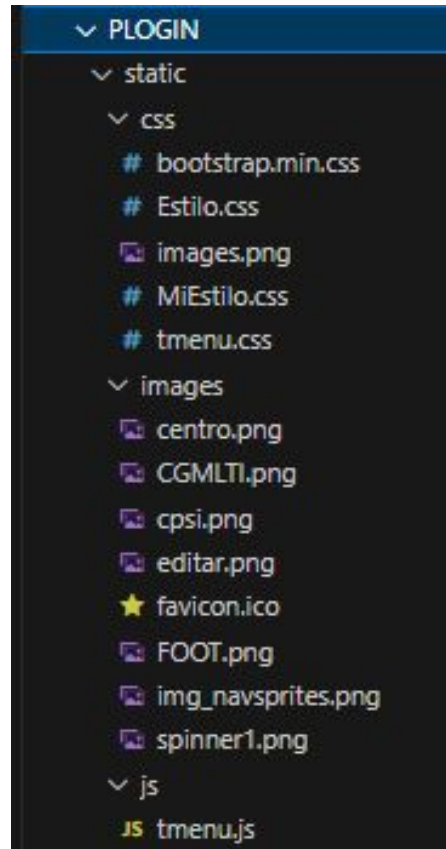 PLOGIN
static
css
# bootstrap.min.css
# Estilo.css
images.png
# MiEstilo.css
# tmenu.css
images
centro.png
CGMLTI.png
cpsi.png
editar.png
favicon.ico
FOOT.png
img_navsprites.png
spinner1.png
js
JS tmenu.js